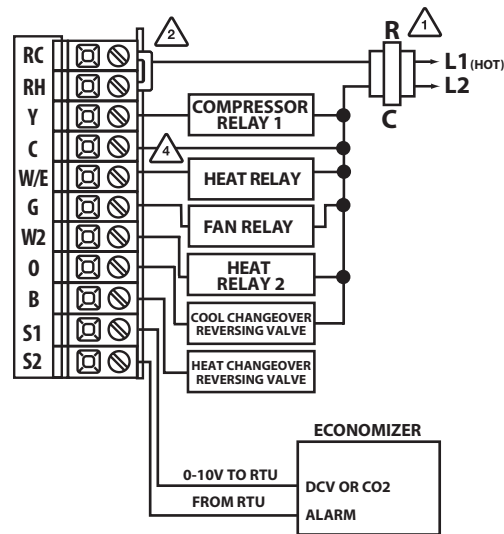 R
1
2
RC
L1 (HOT)
RH
L2
Y
COMPRESSOR
RELAY 1
C
C
4
W/E
HEAT RELAY
G
FAN RELAY
W2
HEAT
RELAY 2
O
COOL CHANGEOVER
REVERSING VALVE
B
HEAT CHANGEOVER
REVERSING VALVE
S1
S2
ECONOMIZER
0-10V TO RTU
DCV OR CO2
FROM RTU
ALARM